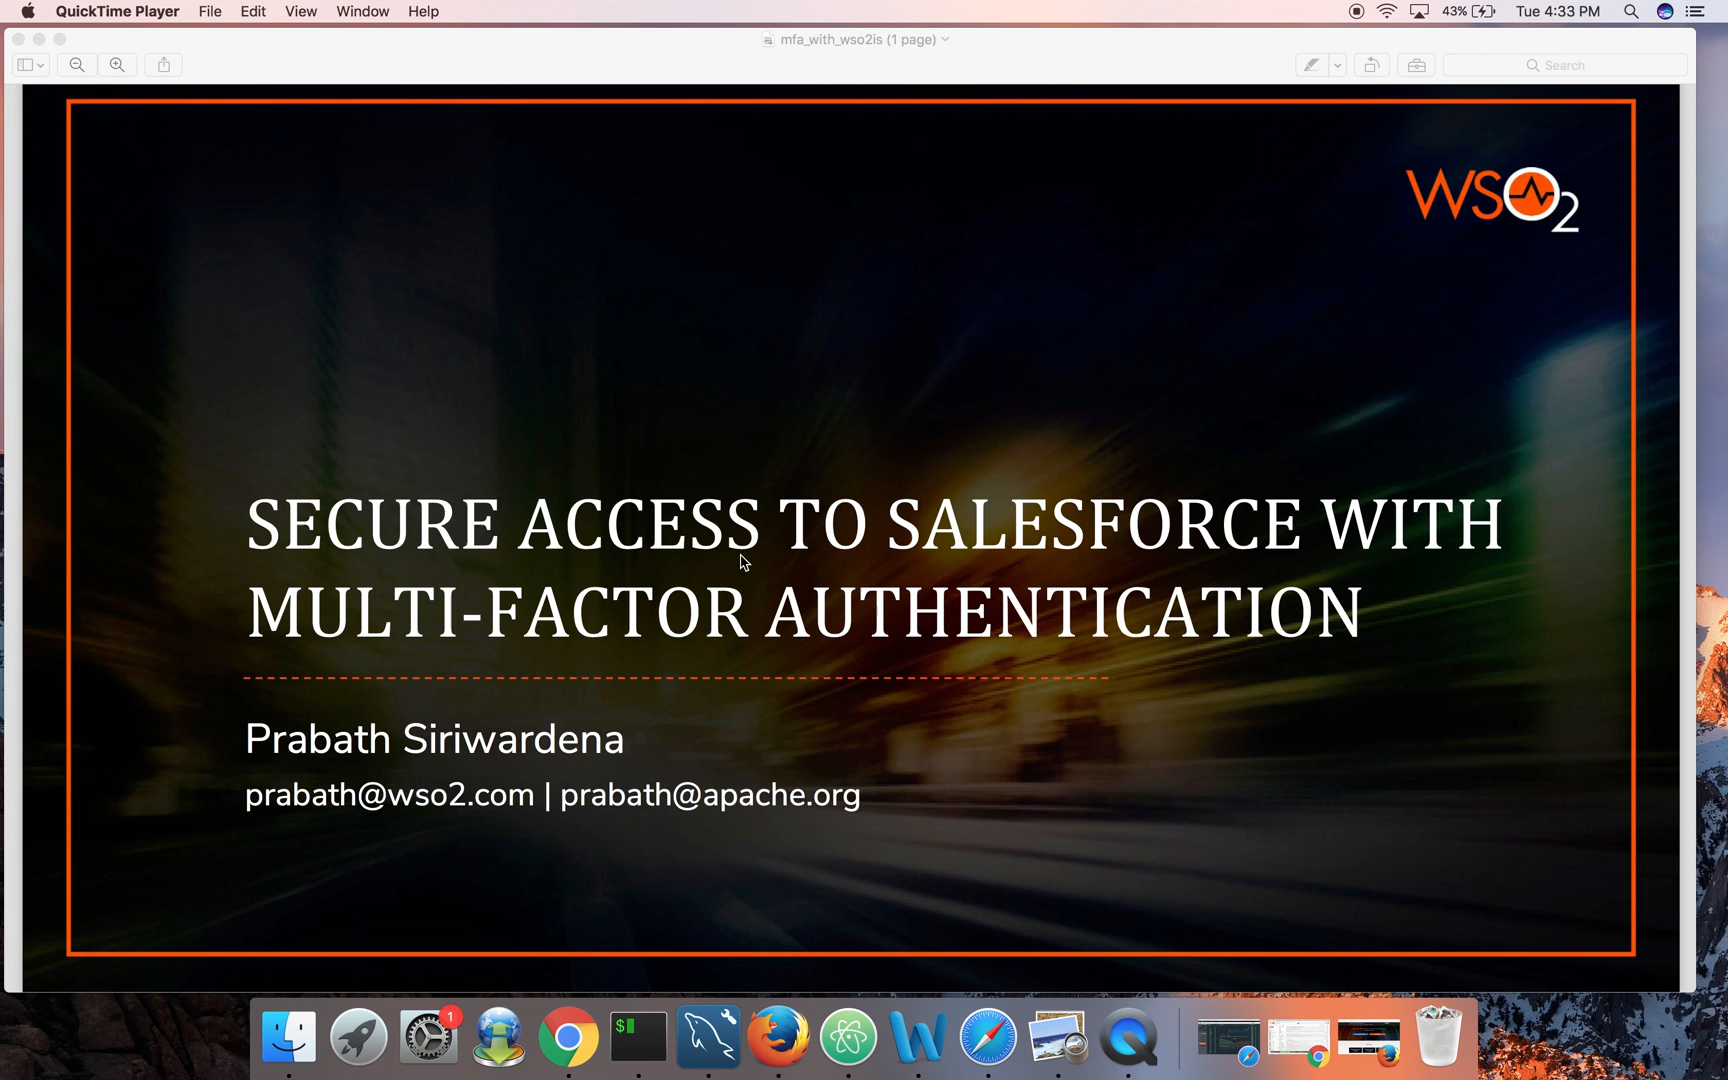 QuickTime Player File Edit View Window Help 43% Tue 4:33 PM
mfa_with_wso2is (1 page)
Search
WSO2
SECURE ACCESS TO SALESFORCE WITH
MULTI-FACTOR AUTHENTICATION
Prabath Siriwardena
prabath@wso2.com | prabath@apache.org
1
$